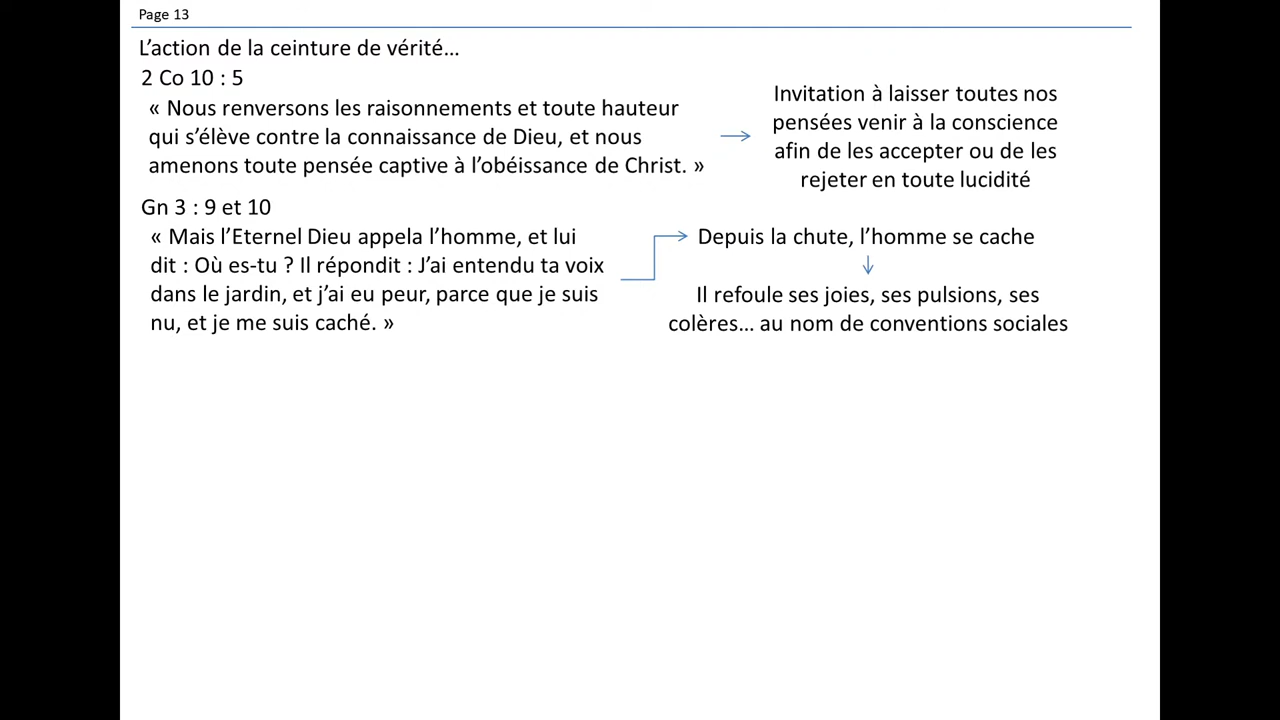 Page 13
L’action de la ceinture de vérité…
2 Co 10 : 5
« Nous renversons les raisonnements et toute hauteur
qui s’élève contre la connaissance de Dieu, et nous
amenons toute pensée captive à l’obéissance de Christ. »
Invitation à laisser toutes nos
pensées venir à la conscience
afin de les accepter ou de les
rejeter en toute lucidité
Gn 3 : 9 et 10
« Mais l’Eternel Dieu appela l’homme, et lui
dit : Où es-tu ? Il répondit : J’ai entendu ta voix
dans le jardin, et j’ai eu peur, parce que je suis
nu, et je me suis caché. »
Depuis la chute, l’homme se cache
Il refoule ses joies, ses pulsions, ses
colères… au nom de conventions sociales